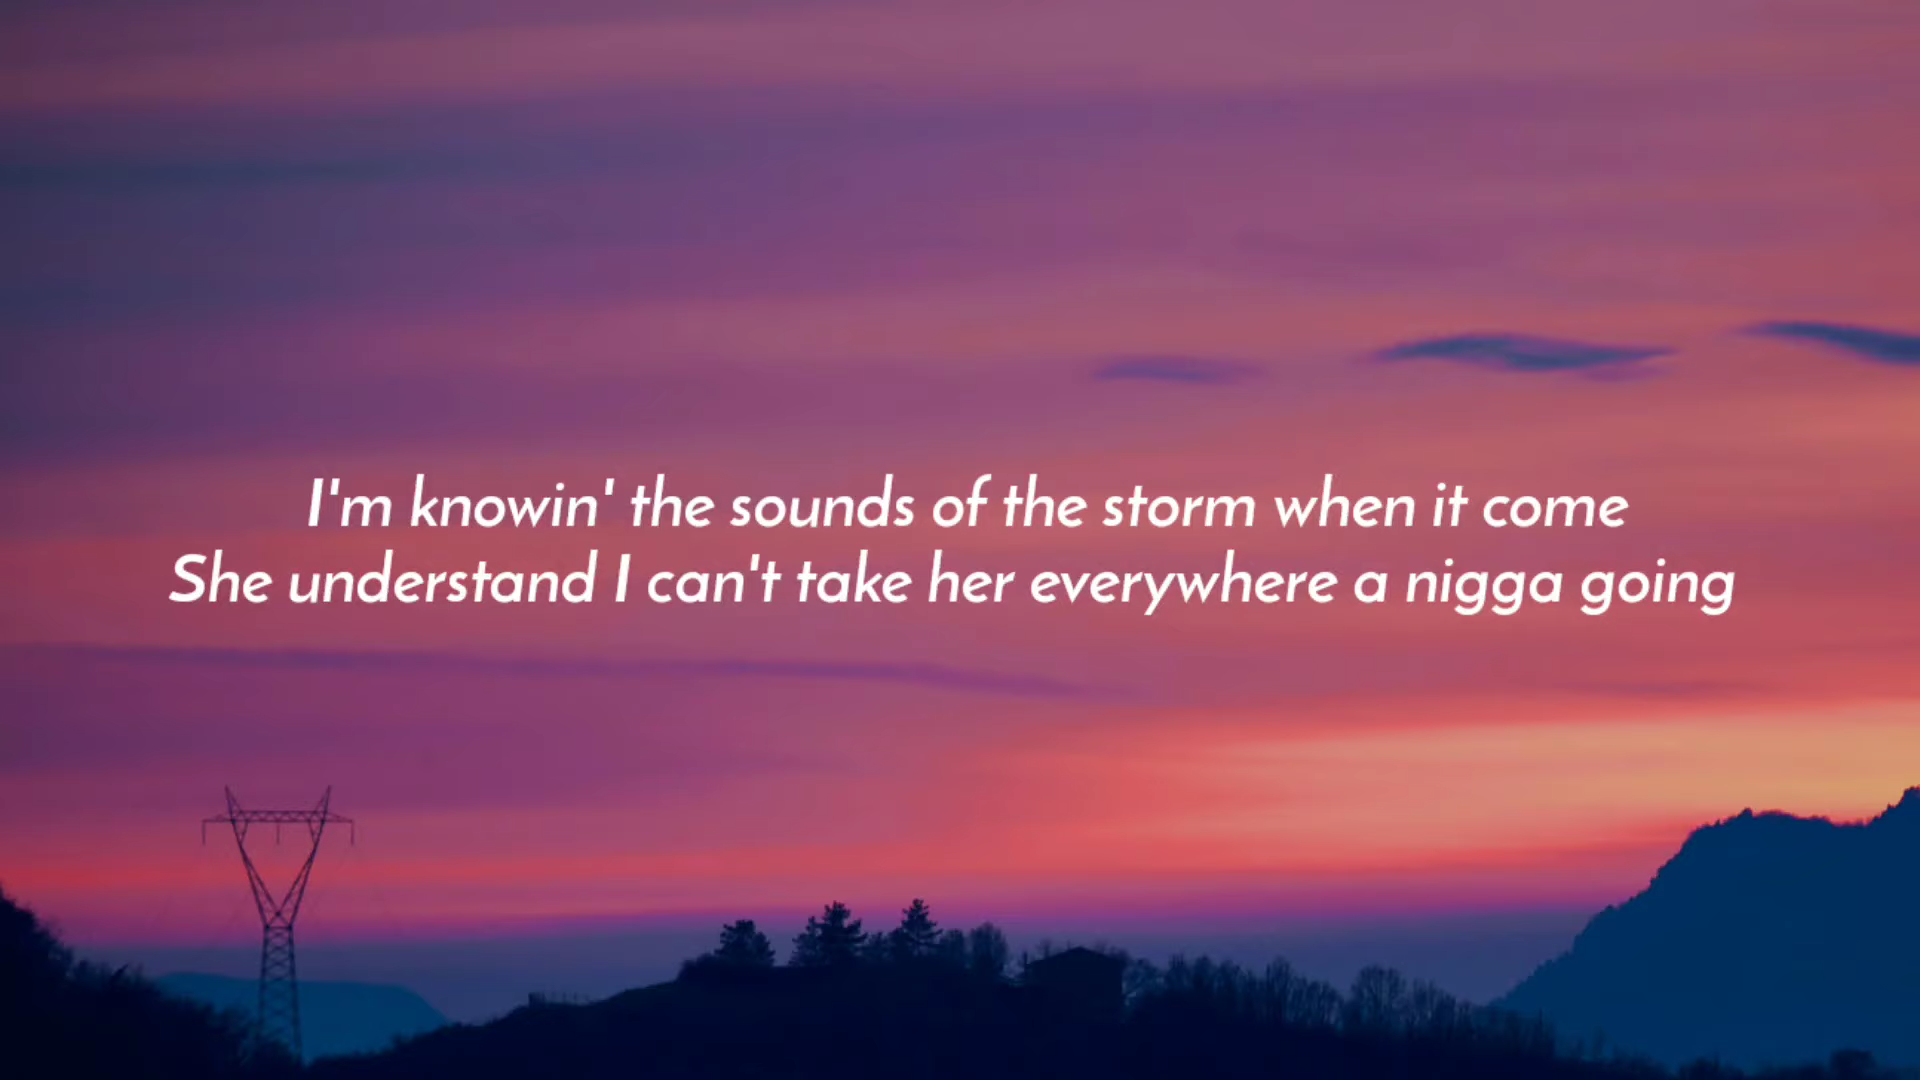 I'm knowin' the sounds of the storm when it come
She understand I can't take her everywhere a nigga going